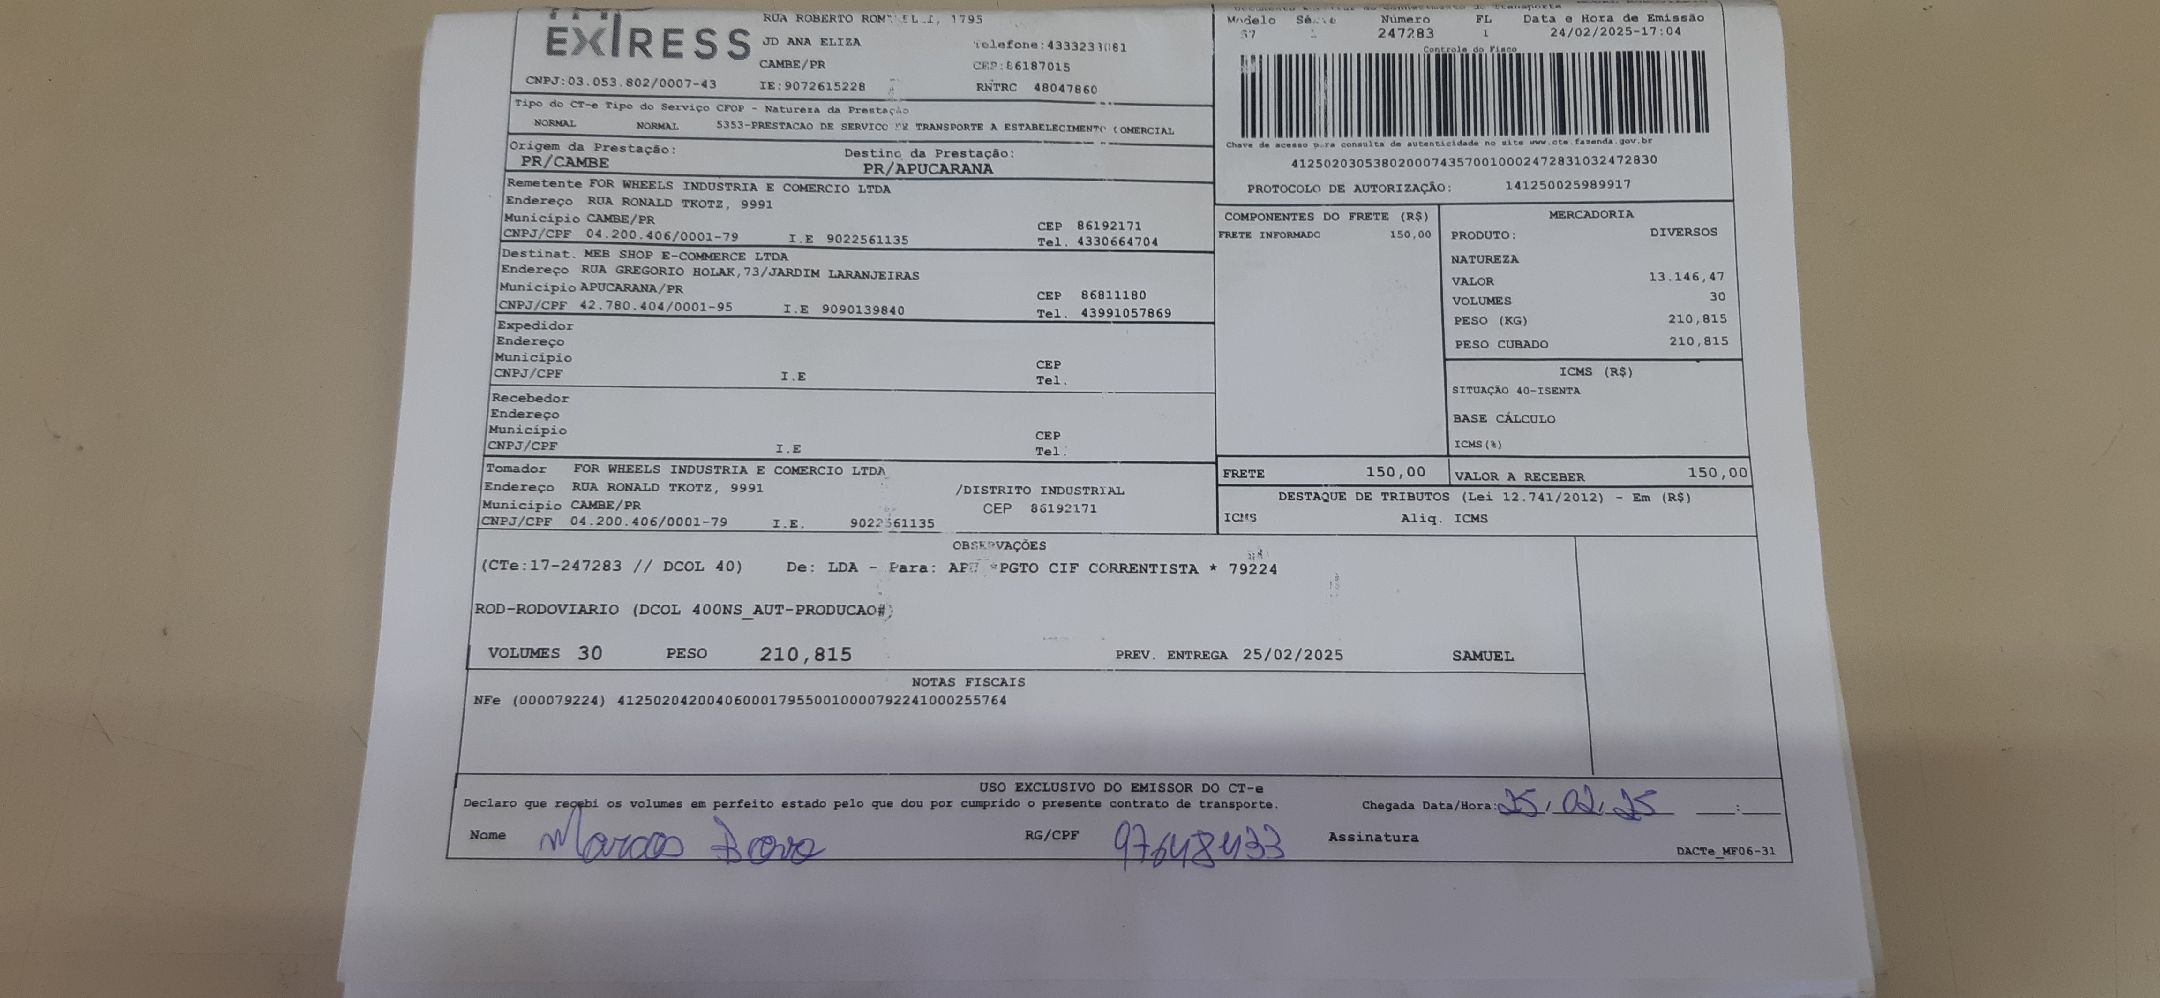 EXPRESS
RUA ROBERTO 1795
JD ANA ELIZA
Telefone:4333233081
CAMBE/PR
CEP:86187015
CNPJ:03.053.802/0007-43
IE:9072615228
RNTRC 48047860
Modelo Série Número FL Data e Hora de Emissão
57 1 247283 1 24/02/2025-17:04
Controle do Fisco
Tipo do CT-e Tipo do Serviço CFOP - Natureza da Prestação
NORMAL NORMAL 5353-PRESTACAO DE SERVICO DE TRANSPORTE A ESTABELECIMENTO COMERCIAL
Chave de acesso para consulta de autenticidade no site www.cte.fazenda.gov.br
41250203053802000743570010002472831032472830
PROTOCOLO DE AUTORIZAÇÃO: 141250025989917
Origem da Prestação: Destino da Prestação:
PR/CAMBE PR/APUCARANA
Remetente FOR WHEELS INDUSTRIA E COMERCIO LTDA
Endereço RUA RONALD TKOTZ, 9991
Município CAMBE/PR CEP 86192171
CNPJ/CPF 04.200.406/0001-79 I.E 9022561135 Tel. 4330664704
Destinat. MEB SHOP E-COMMERCE LTDA
Endereço RUA GREGORIO HOLAK,73/JARDIM LARANJEIRAS
Município APUCARANA/PR CEP 86811180
CNPJ/CPF 42.780.404/0001-95 I.E 9090139840 Tel. 43991057869
Expedidor
Endereço
Município CEP
CNPJ/CPF I.E Tel.
Recebedor
Endereço
Município CEP
CNPJ/CPF I.E Tel.
Tomador FOR WHEELS INDUSTRIA E COMERCIO LTDA
Endereço RUA RONALD TKOTZ, 9991 /DISTRITO INDUSTRIAL
Município CAMBE/PR CEP 86192171
CNPJ/CPF 04.200.406/0001-79 I.E. 9022561135
COMPONENTES DO FRETE (R$)
FRETE INFORMADO 150,00
MERCADORIA
PRODUTO: DIVERSOS
NATUREZA
VALOR 13.146,47
VOLUMES 30
PESO (KG) 210,815
PESO CUBADO 210,815
ICMS (R$)
SITUAÇÃO 40-ISENTA
BASE CÁLCULO
ICMS(%)
FRETE 150,00 VALOR A RECEBER 150,00
DESTAQUE DE TRIBUTOS (Lei 12.741/2012) - Em (R$)
ICMS Aliq. ICMS
OBSERVAÇÕES
(CTe:17-247283 // DCOL 40) De: LDA - Para: *PGTO CIF CORRENTISTA * 79224
ROD-RODOVIARIO (DCOL 400NS_AUT-PRODUCAO#)
VOLUMES 30 PESO 210,815 PREV. ENTREGA 25/02/2025 SAMUEL
NOTAS FISCAIS
NFe (000079224) 41250204200406000179550010000792241000255764
USO EXCLUSIVO DO EMISSOR DO CT-e
Declaro que recebi os volumes em perfeito estado pelo que dou por cumprido o presente contrato de transporte. Chegada Data/Hora: 25/02/25 __:__
Nome Marcos RG/CPF 97648433 Assinatura
DACTe_MF06-31